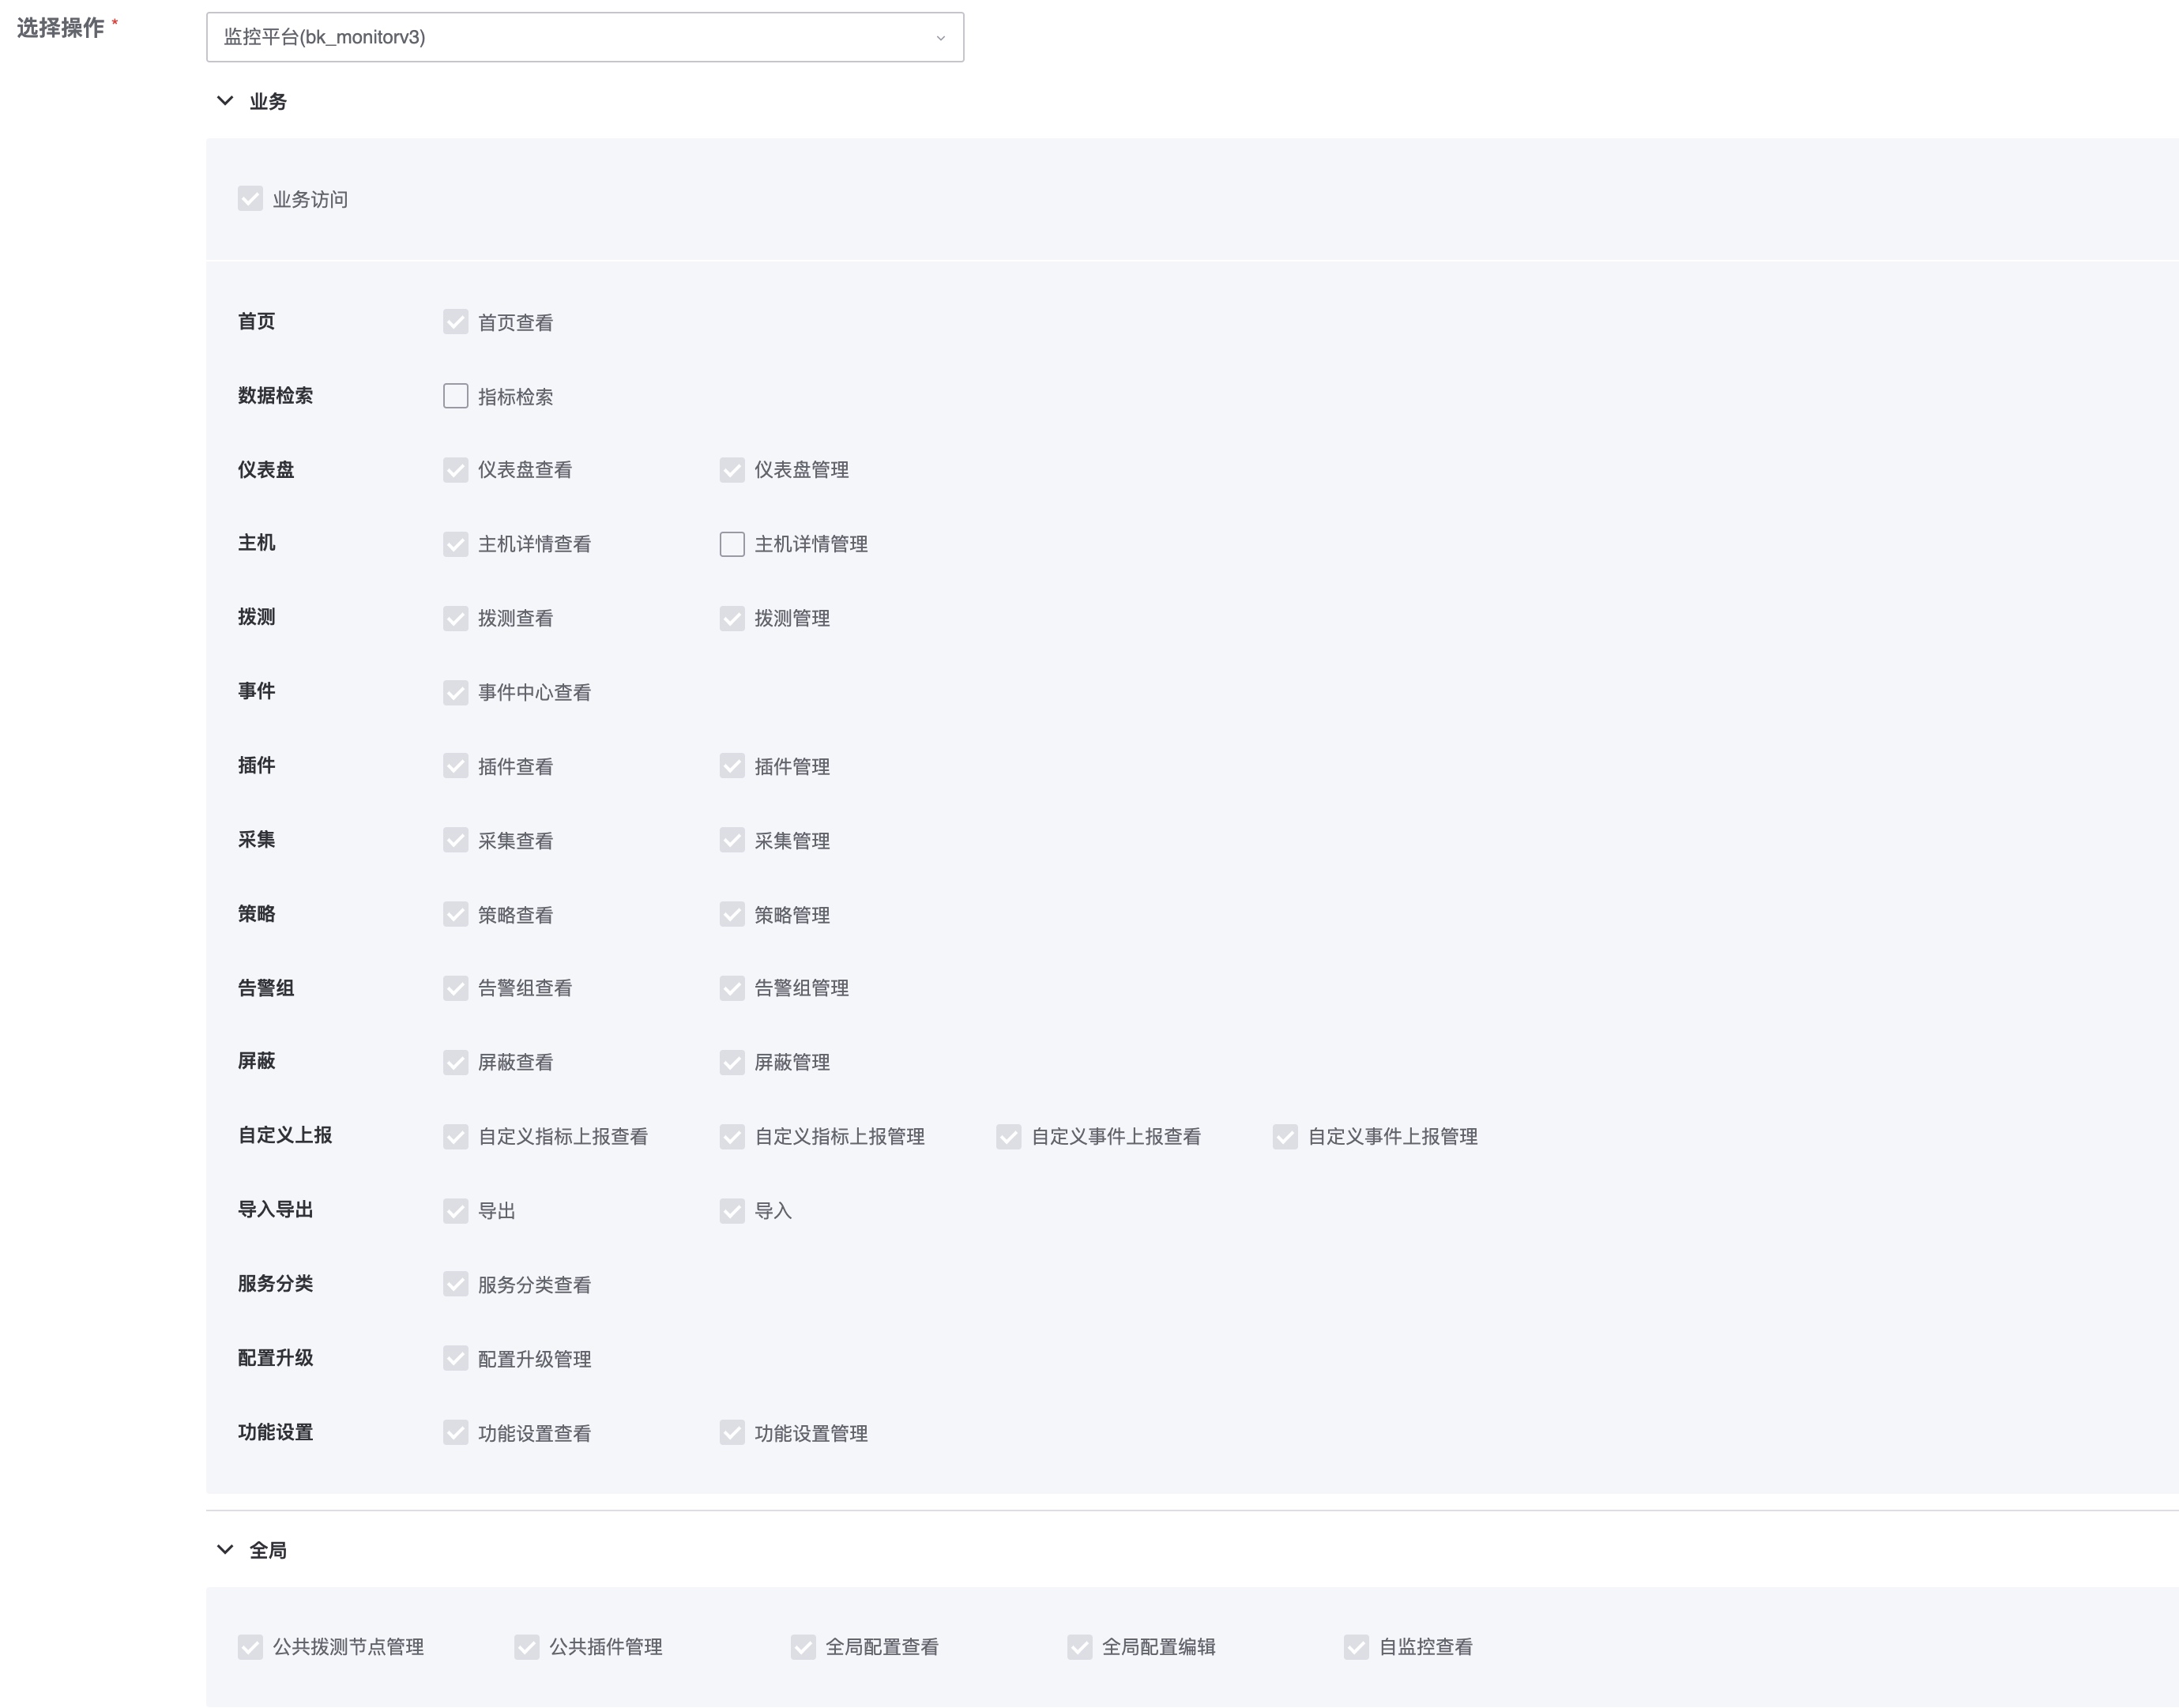 选择操作 *
监控平台(bk_monitorv3)
业务
业务访问
首页 首页查看
数据检索 指标检索
仪表盘 仪表盘查看 仪表盘管理
主机 主机详情查看 主机详情管理
拨测 拨测查看 拨测管理
事件 事件中心查看
插件 插件查看 插件管理
采集 采集查看 采集管理
策略 策略查看 策略管理
告警组 告警组查看 告警组管理
屏蔽 屏蔽查看 屏蔽管理
自定义上报 自定义指标上报查看 自定义指标上报管理 自定义事件上报查看 自定义事件上报管理
导入导出 导出 导入
服务分类 服务分类查看
配置升级 配置升级管理
功能设置 功能设置查看 功能设置管理
全局
公共拨测节点管理 公共插件管理 全局配置查看 全局配置编辑 自监控查看